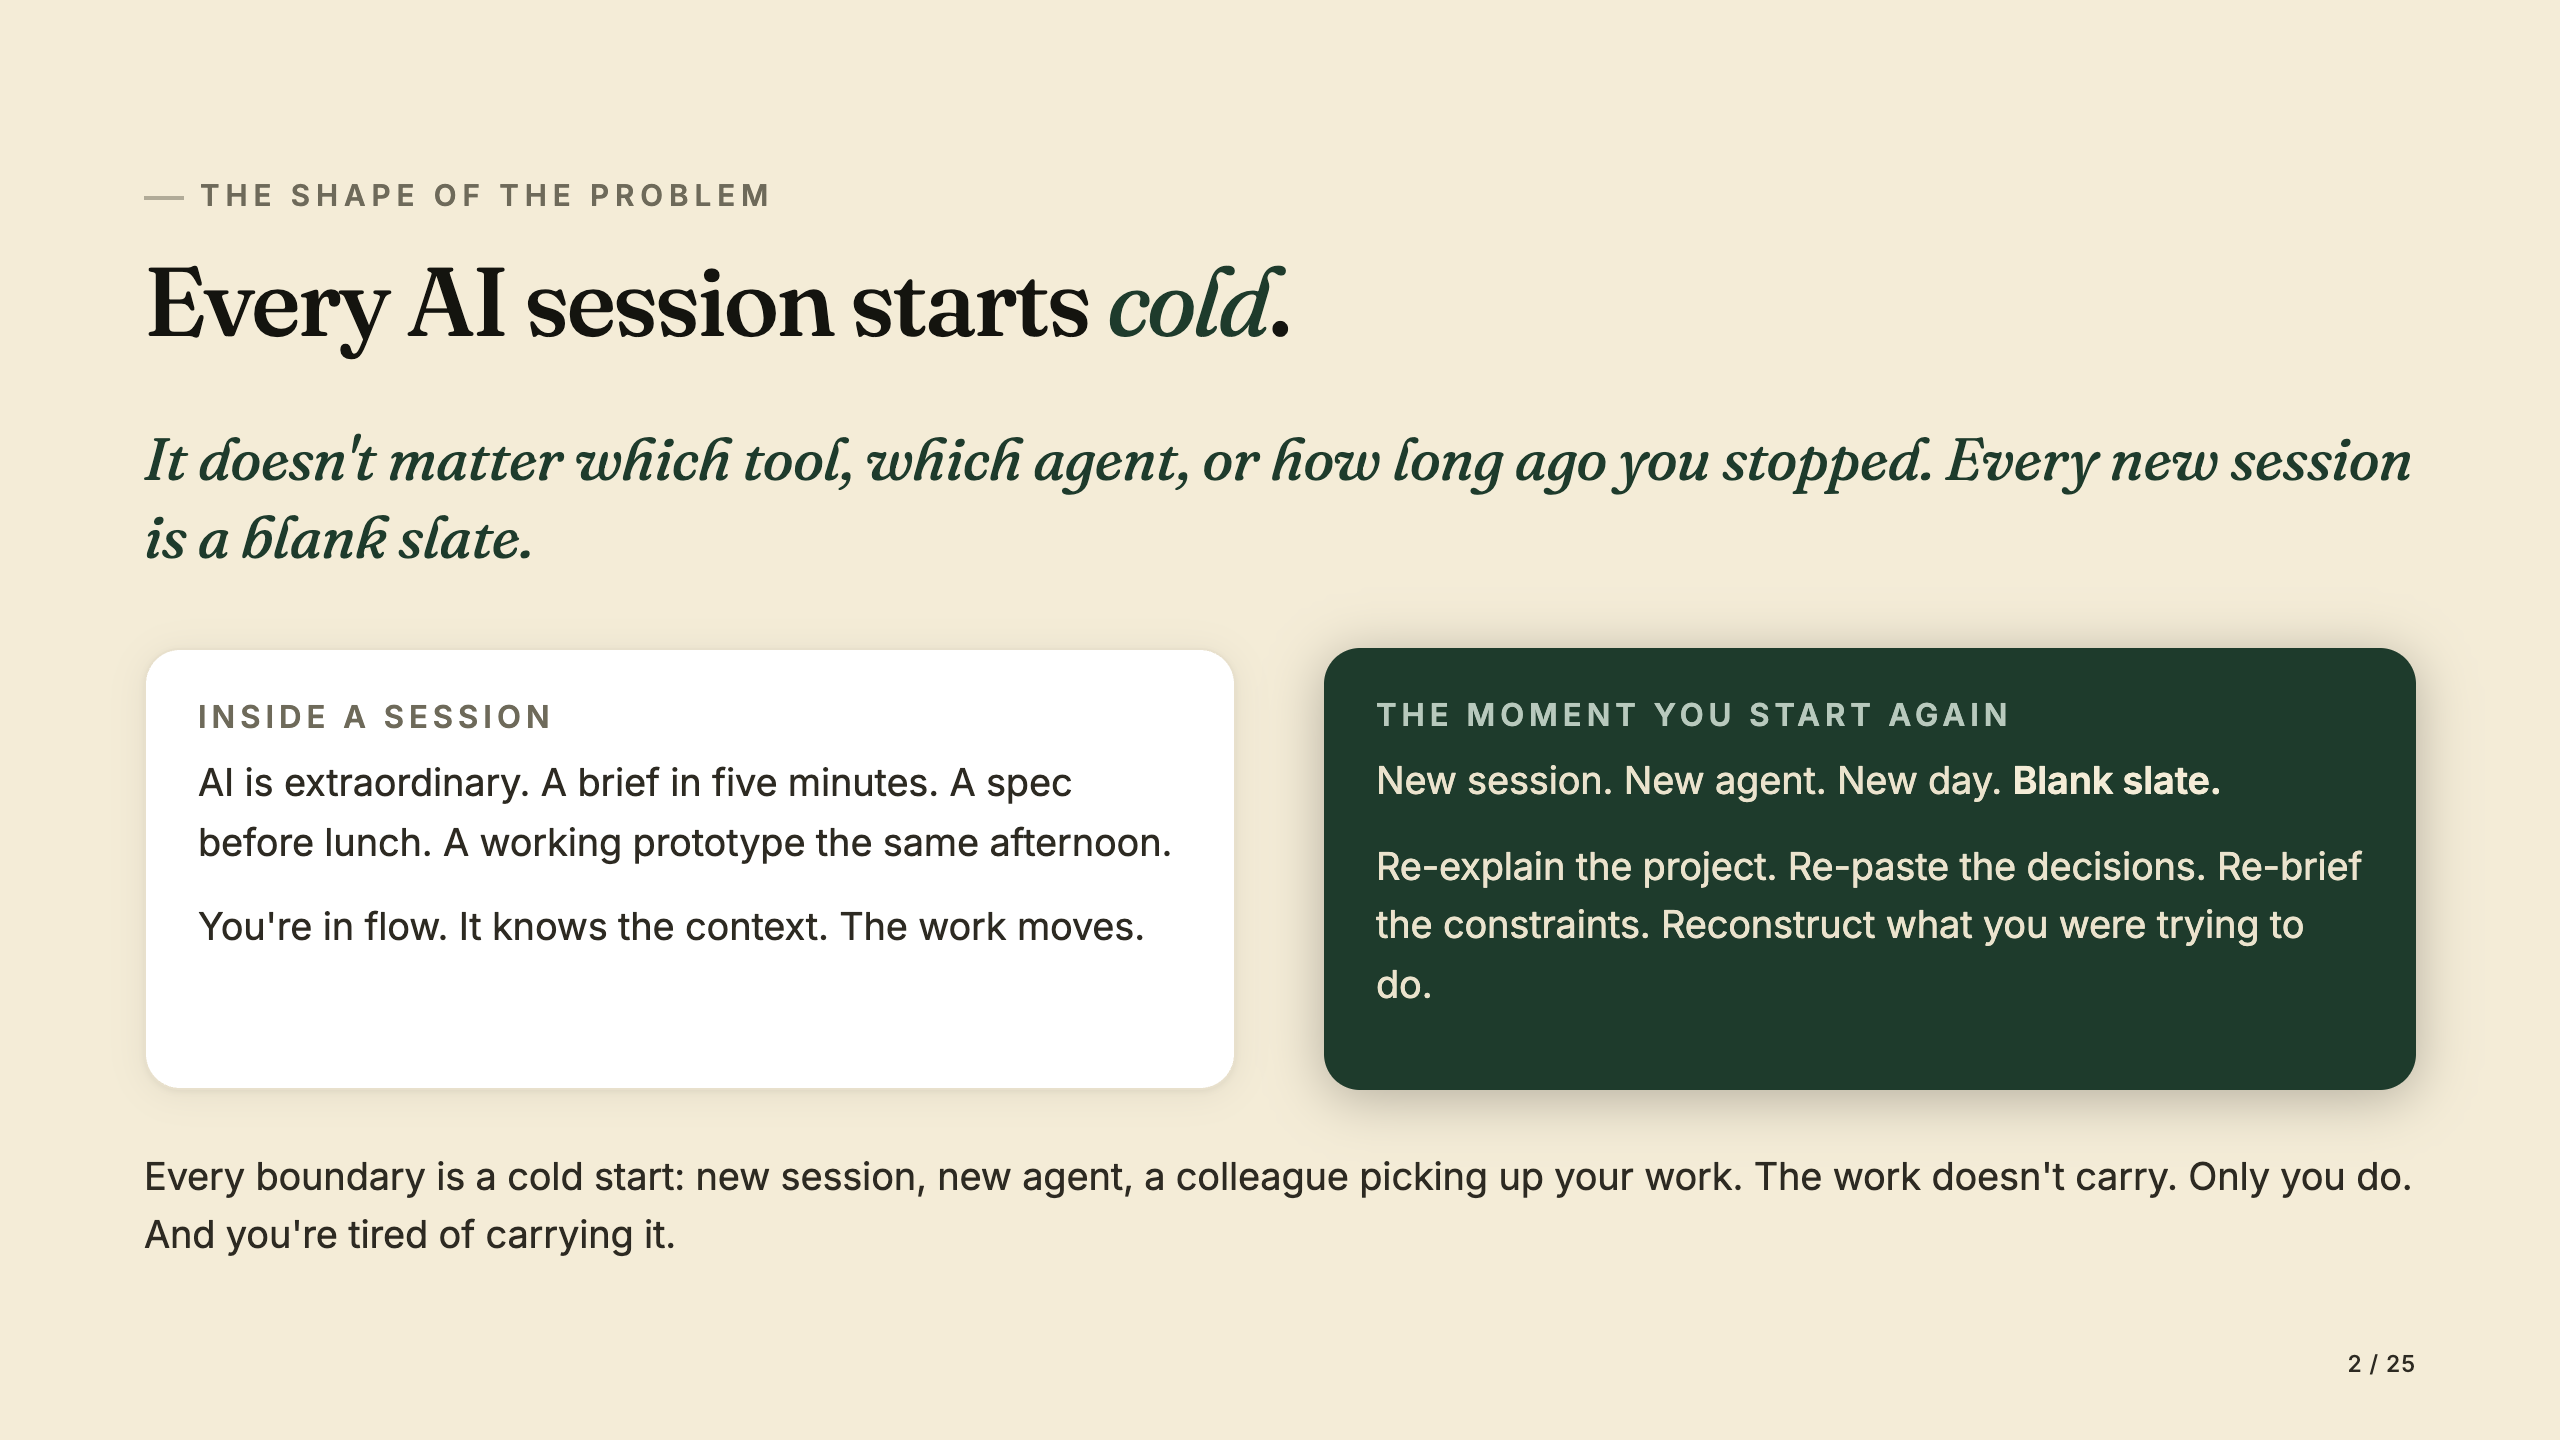 THE SHAPE OF THE PROBLEM
Every AI session starts cold.
It doesn't matter which tool, which agent, or how long ago you stopped. Every new session
is a blank slate.
INSIDE A SESSION
AI is extraordinary. A brief in five minutes. A spec
before lunch. A working prototype the same afternoon.
You're in flow. It knows the context. The work moves.
THE MOMENT YOU START AGAIN
New session. New agent. New day. Blank slate.
Re-explain the project. Re-paste the decisions. Re-brief
the constraints. Reconstruct what you were trying to
do.
Every boundary is a cold start: new session, new agent, a colleague picking up your work. The work doesn't carry. Only you do.
And you're tired of carrying it.
2 / 25